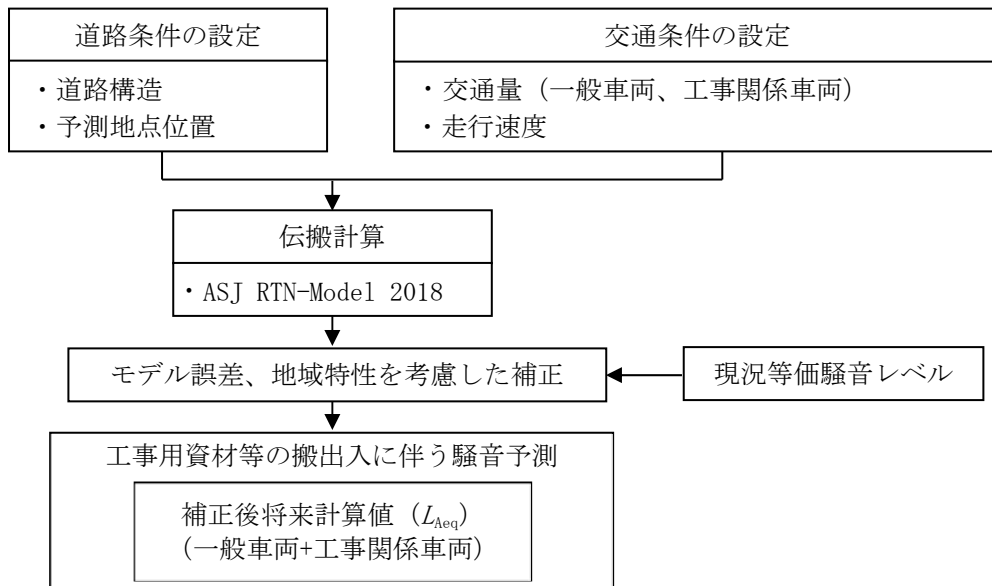 道路条件の設定
・道路構造
・予測地点位置
交通条件の設定
・交通量（一般車両、工事関係車両）
・走行速度
伝搬計算
・ASJ RTN-Model 2018
モデル誤差、地域特性を考慮した補正
現況等価騒音レベル
工事用資材等の搬出入に伴う騒音予測
補正後将来計算値（LAeq）
（一般車両+工事関係車両）